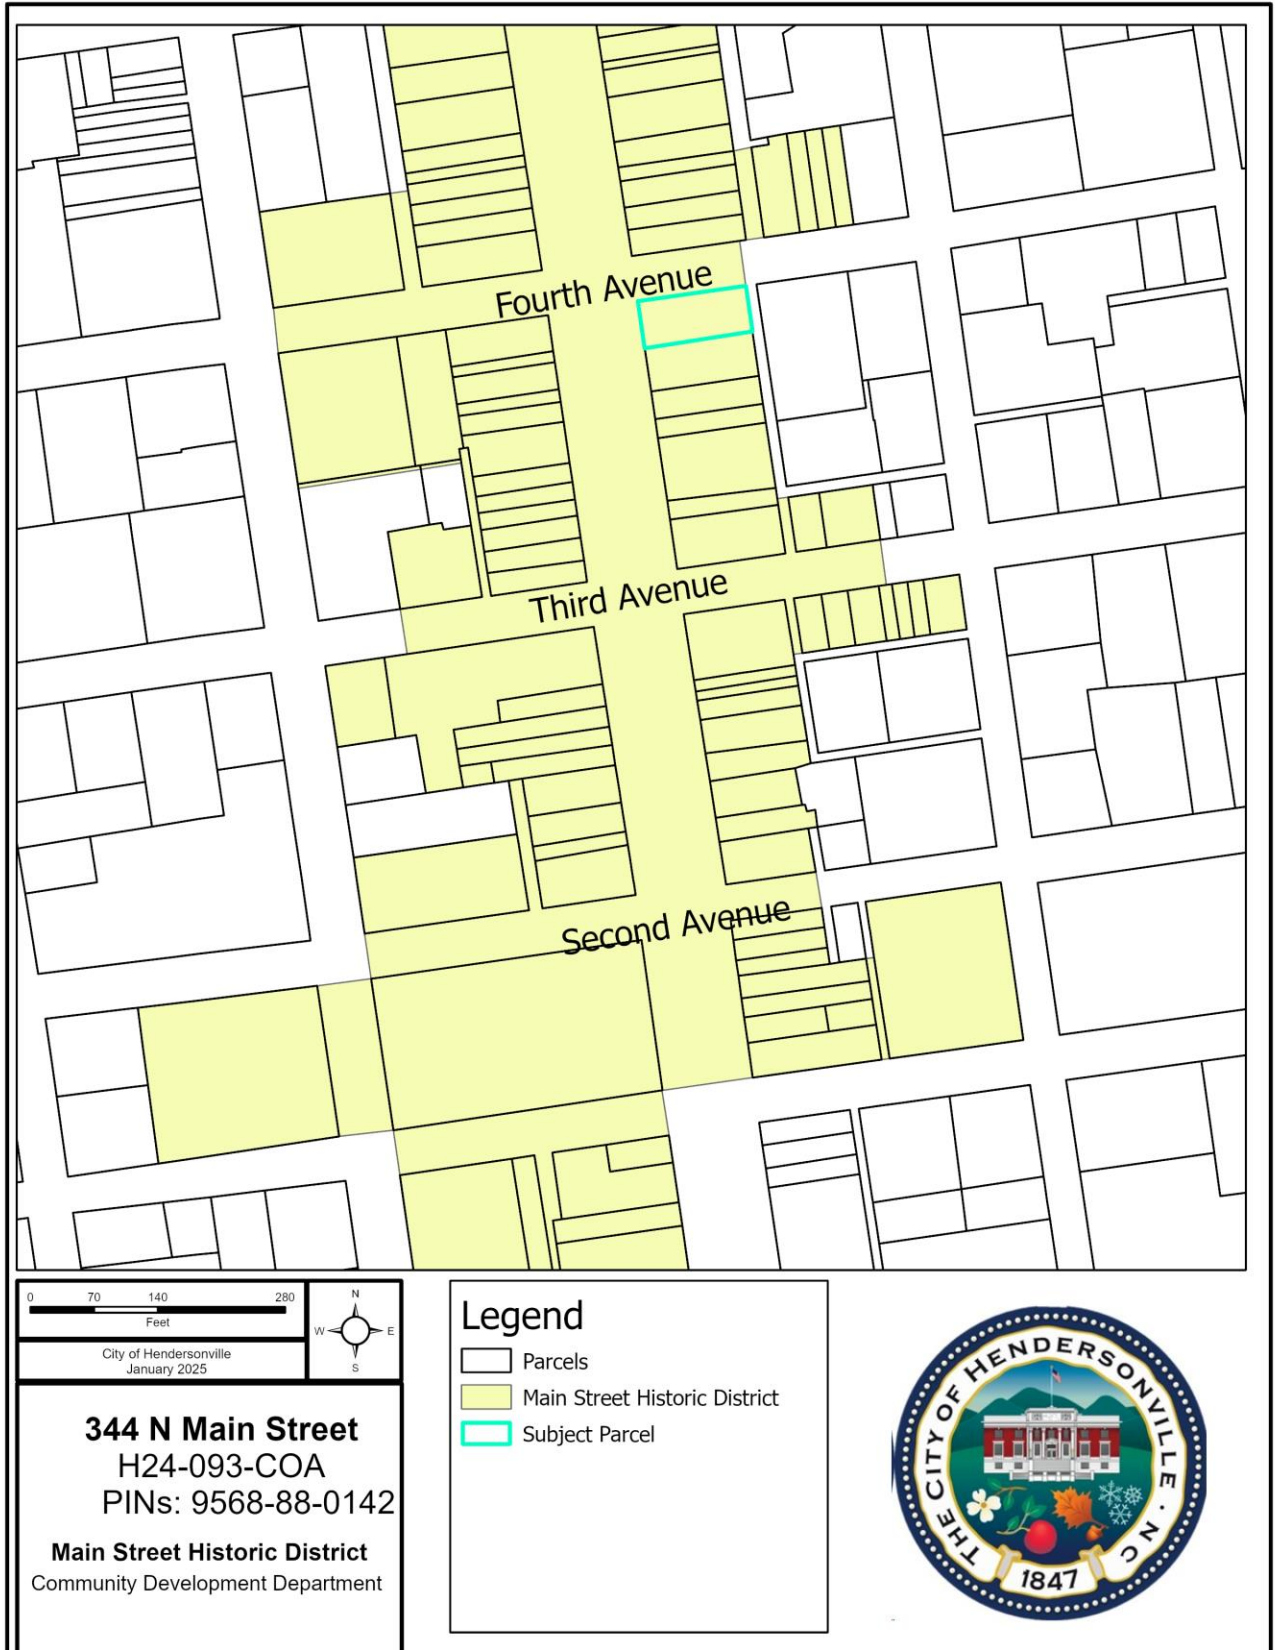 Fourth Avenue
Third Avenue
Second Avenue
0 70 140 280
Feet
City of Hendersonville
January 2025
N
W E
S
344 N Main Street
H24-093-COA
PINs: 9568-88-0142
Main Street Historic District
Community Development Department
Legend
Parcels
Main Street Historic District
Subject Parcel
THE CITY OF HENDERSONVILLE · NC
1847